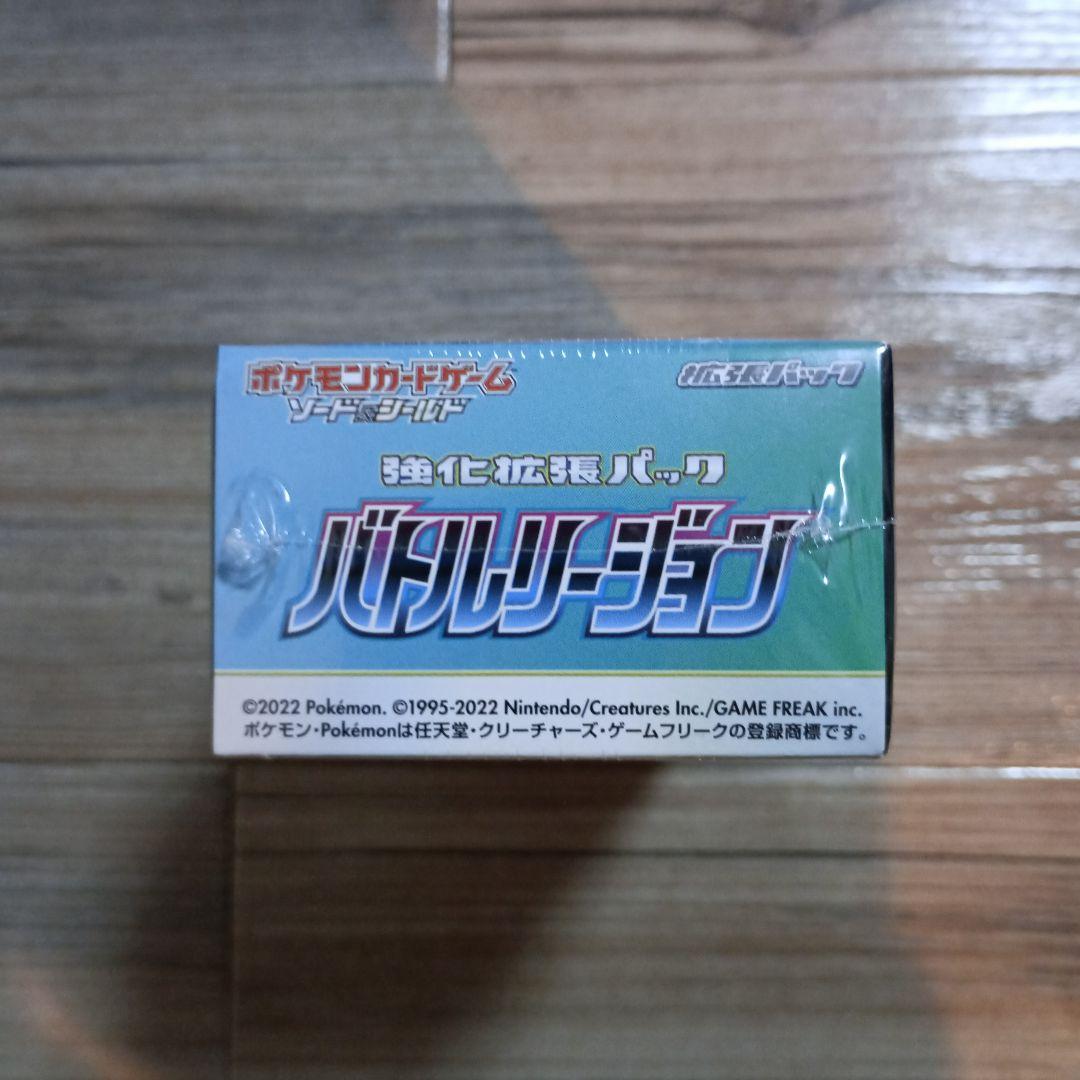 ポケモンカードゲーム
ソード&シールド
拡張パック
強化拡張パック
バトルリージョン
©2022 Pokémon. ©1995-2022 Nintendo/Creatures Inc./GAME FREAK inc.
ポケモン・Pokémonは任天堂・クリーチャーズ・ゲームフリークの登録商標です。